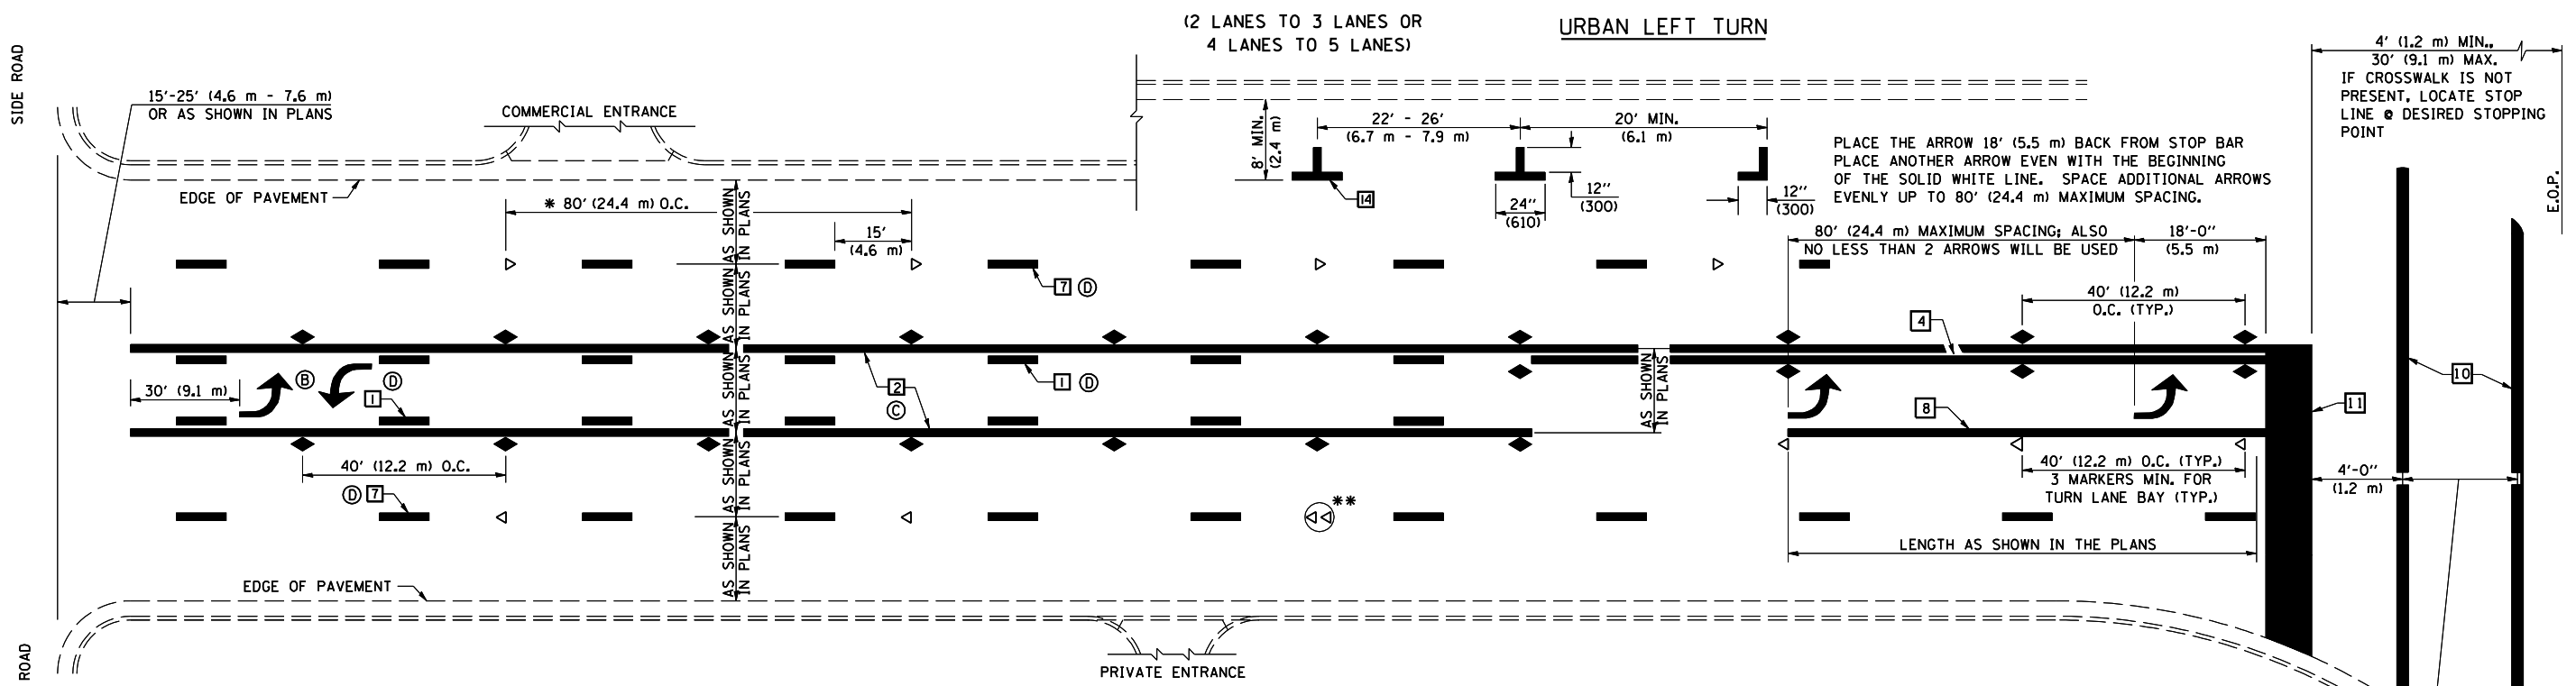 (2 LANES TO 3 LANES OR
4 LANES TO 5 LANES)
URBAN LEFT TURN
SIDE ROAD
15'-25' (4.6 m - 7.6 m)
OR AS SHOWN IN PLANS
COMMERCIAL ENTRANCE
EDGE OF PAVEMENT
* 80' (24.4 m) O.C.
15'
(4.6 m)
8' MIN.
(2.4 m)
22' - 26'
(6.7 m - 7.9 m)
20' MIN.
(6.1 m)
14
24"
(610)
12"
(300)
12"
(300)
PLACE THE ARROW 18' (5.5 m) BACK FROM STOP BAR
PLACE ANOTHER ARROW EVEN WITH THE BEGINNING
OF THE SOLID WHITE LINE. SPACE ADDITIONAL ARROWS
EVENLY UP TO 80' (24.4 m) MAXIMUM SPACING.
4' (1.2 m) MIN.,
30' (9.1 m) MAX.
IF CROSSWALK IS NOT
PRESENT, LOCATE STOP
LINE @ DESIRED STOPPING
POINT
E.O.P.
80' (24.4 m) MAXIMUM SPACING; ALSO
NO LESS THAN 2 ARROWS WILL BE USED
18'-0"
(5.5 m)
40' (12.2 m)
O.C. (TYP.)
AS SHOWN
IN PLANS
AS SHOWN
IN PLANS
AS SHOWN
IN PLANS
AS SHOWN
IN PLANS
AS SHOWN
IN PLANS
7 D
4
30' (9.1 m)
B
D
1
2
C
1 D
AS SHOWN
IN PLANS
8
10
11
40' (12.2 m) O.C.
D 7
**
40' (12.2 m) O.C. (TYP.)
3 MARKERS MIN. FOR
TURN LANE BAY (TYP.)
4'-0"
(1.2 m)
LENGTH AS SHOWN IN THE PLANS
EDGE OF PAVEMENT
PRIVATE ENTRANCE
ROAD